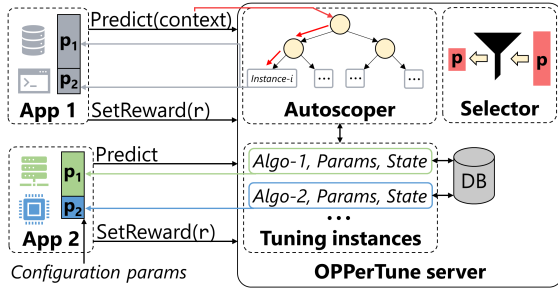 Predict(context)
p1
p2
App 1
SetReward(r)
Instance-i
...
...
...
Autoscoper
p
p
Selector
Predict
p1
p2
App 2
SetReward(r)
Configuration params
Algo-1, Params, State
Algo-2, Params, State
...
Tuning instances
DB
OPPerTune server